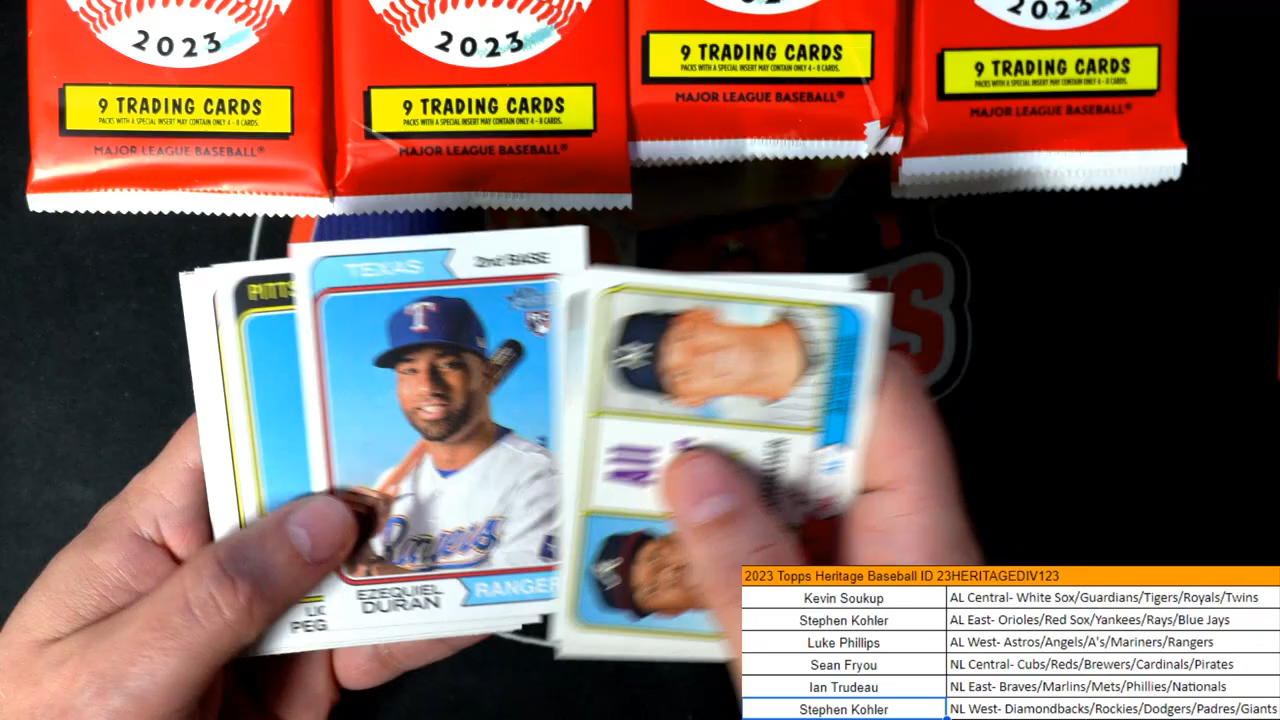 2023
2023
2023
9 TRADING CARDS
PACKS WITH A SPECIAL INSERT MAY CONTAIN ONLY 4 - 8 CARDS.
MAJOR LEAGUE BASEBALL®
9 TRADING CARDS
PACKS WITH A SPECIAL INSERT MAY CONTAIN ONLY 4 - 8 CARDS.
MAJOR LEAGUE BASEBALL®
9 TRADING CARDS
PACKS WITH A SPECIAL INSERT MAY CONTAIN ONLY 4 - 8 CARDS.
MAJOR LEAGUE BASEBALL®
9 TRADING CARDS
PACKS WITH A SPECIAL INSERT MAY CONTAIN ONLY 4 - 8 CARDS.
MAJOR LEAGUE BASEBALL®
PITTS
TEXAS 2nd BASE
T
Rangers
EZEQUIEL
DURAN
RANGER
PEG
2023 Topps Heritage Baseball ID 23HERITAGEDIV123
Kevin Soukup AL Central- White Sox/Guardians/Tigers/Royals/Twins
Stephen Kohler AL East- Orioles/Red Sox/Yankees/Rays/Blue Jays
Luke Phillips AL West- Astros/Angels/A's/Mariners/Rangers
Sean Fryou NL Central- Cubs/Reds/Brewers/Cardinals/Pirates
Ian Trudeau NL East- Braves/Marlins/Mets/Phillies/Nationals
Stephen Kohler NL West- Diamondbacks/Rockies/Dodgers/Padres/Giants